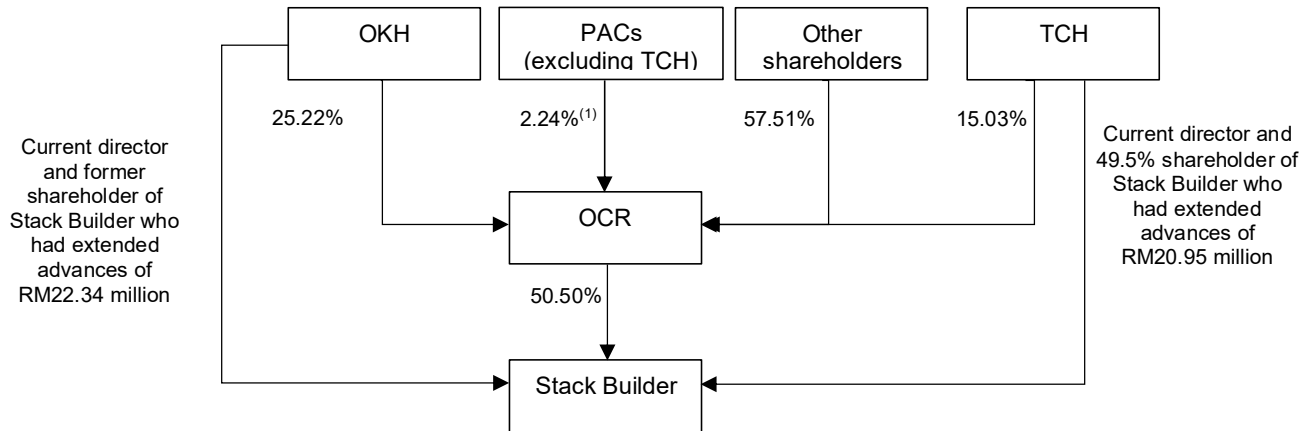 OKH
PACs
(excluding TCH)
Other
shareholders
TCH
25.22%
2.24%(1)
57.51%
15.03%
Current director
and former
shareholder of
Stack Builder who
had extended
advances of
RM22.34 million
Current director and
49.5% shareholder of
Stack Builder who
had extended
advances of
RM20.95 million
OCR
50.50%
Stack Builder